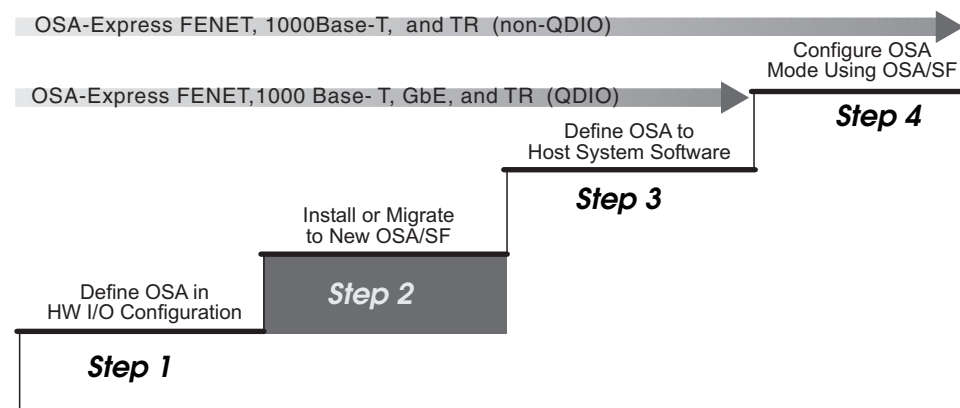 OSA-Express FENET, 1000Base-T, and TR (non-QDIO)
Configure OSA
Mode Using OSA/SF
Step 4
OSA-Express FENET,1000 Base- T, GbE, and TR (QDIO)
Define OSA to
Host System Software
Step 3
Install or Migrate
to New OSA/SF
Step 2
Define OSA in
HW I/O Configuration
Step 1